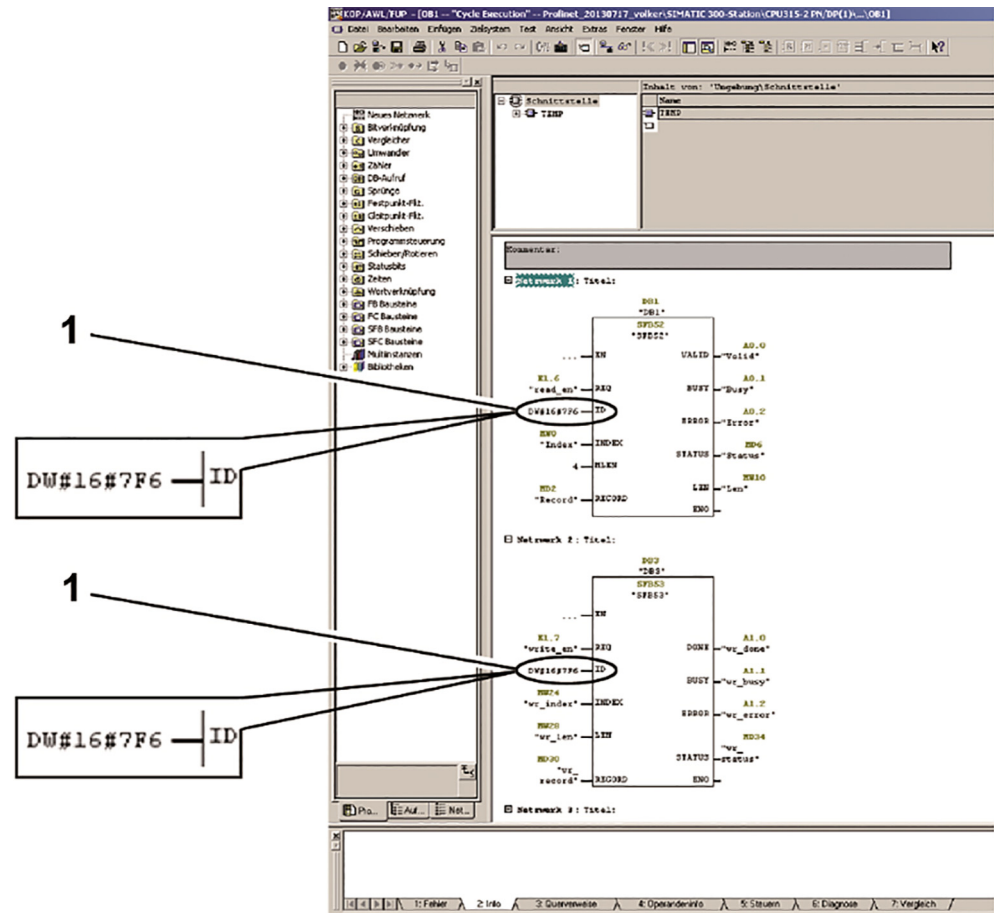 KOP/AWL/FUP - [OB1 -- "Cycle Execution" -- Profinet_20130717_volker\SIMATIC 300-Station\CPU315-2 PN/DP(1)\...\OB1]
Datei Bearbeiten Einfügen Zielsystem Test Ansicht Extras Fenster Hilfe
Neues Netzwerk
Bitverknüpfung
Vergleicher
Umwandler
Zähler
DB-Aufruf
Sprünge
Festpunkt-Fkt.
Gleitpunkt-Fkt.
Verschieben
Programmsteuerung
Schieben/Rotieren
Statusbits
Zeiten
Wortverknüpfung
FB Bausteine
FC Bausteine
SFB Bausteine
SFC Bausteine
Multiinstanzen
Bibliotheken
Pro...
Auf...
Net...
Schnittstelle
TEMP
Inhalt von: 'Umgebung\Schnittstelle'
Name
TEMP
Kommentar:
Netzwerk 1: Titel:
DB1
"DB1"
SFB52
"SFB52"
... EN VALID A0.0 "Valid"
E1.6 "read_en" REQ BUSY A0.1 "Busy"
DW#16#7F6 ID ERROR A0.2 "Error"
MW0 "Index" INDEX STATUS MD6 "Status"
4 MLEN LEN MW10 "Len"
MD2 "Record" RECORD ENO
Netzwerk 2: Titel:
DB3
"DB3"
SFB53
"SFB53"
... EN
E1.7 "write_en" REQ DONE A1.0 "wr_done"
DW#16#7F6 ID BUSY A1.1 "wr_busy"
MW24 "wr_index" INDEX ERROR A1.2 "wr_error"
MW28 "wr_len" LEN STATUS MD34 "wr_status"
MD30 "wr_record" RECORD ENO
Netzwerk 3: Titel:
1
DW#16#7F6 ID
1
DW#16#7F6 ID
1: Fehler 2: Info 3: Querverweise 4: Operandeninfo 5: Steuern 6: Diagnose 7: Vergleich